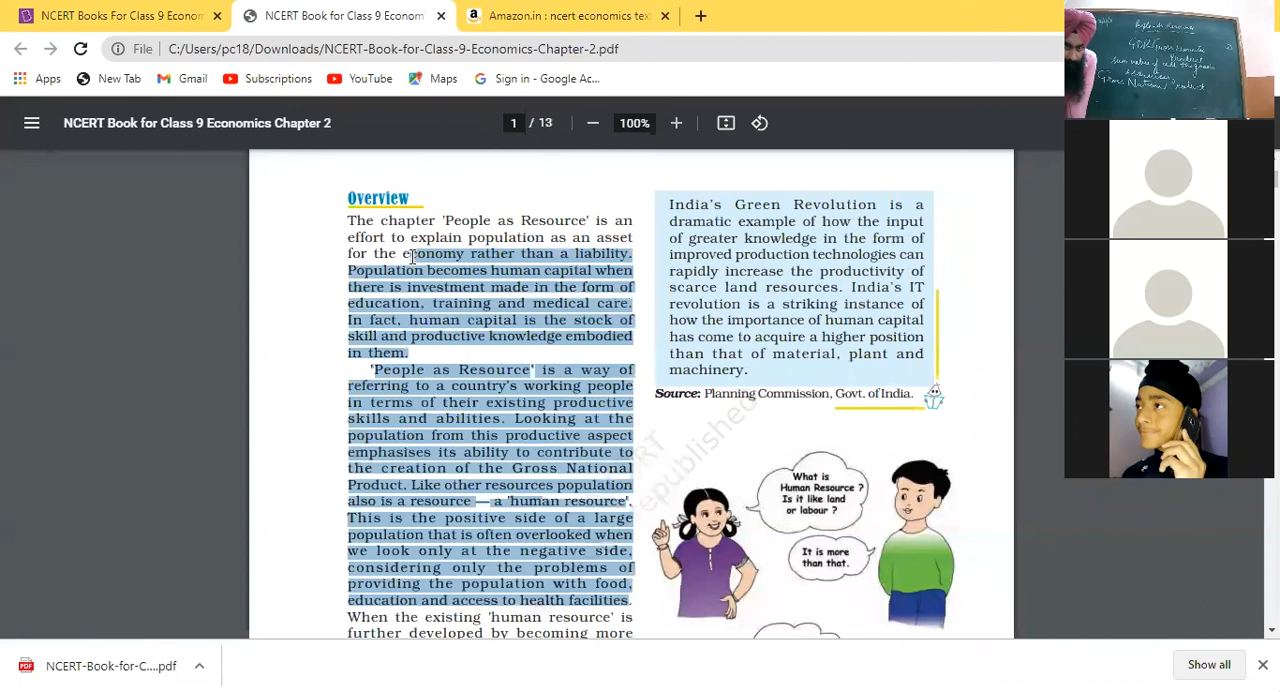 NCERT Books For Class 9 Econom
NCERT Book for Class 9 Econom
Amazon.in : ncert economics tex
File
C:/Users/pc18/Downloads/NCERT-Book-for-Class-9-Economics-Chapter-2.pdf
Apps
New Tab
Gmail
Subscriptions
YouTube
Maps
Sign in - Google Ac...
NCERT Book for Class 9 Economics Chapter 2
1 / 13
100%
Overview
The chapter 'People as Resource' is an
effort to explain population as an asset
for the economy rather than a liability.
Population becomes human capital when
there is investment made in the form of
education, training and medical care.
In fact, human capital is the stock of
skill and productive knowledge embodied
in them.
'People as Resource' is a way of
referring to a country's working people
in terms of their existing productive
skills and abilities. Looking at the
population from this productive aspect
emphasises its ability to contribute to
the creation of the Gross National
Product. Like other resources population
also is a resource — a 'human resource'.
This is the positive side of a large
population that is often overlooked when
we look only at the negative side,
considering only the problems of
providing the population with food,
education and access to health facilities.
When the existing 'human resource' is
further developed by becoming more
India's Green Revolution is a
dramatic example of how the input
of greater knowledge in the form of
improved production technologies can
rapidly increase the productivity of
scarce land resources. India's IT
revolution is a striking instance of
how the importance of human capital
has come to acquire a higher position
than that of material, plant and
machinery.
Source: Planning Commission, Govt. of India.
What is
Human Resource ?
Is it like land
or labour ?
It is more
than that.
republished
Gross National Product
NCERT-Book-for-C....pdf
Show all